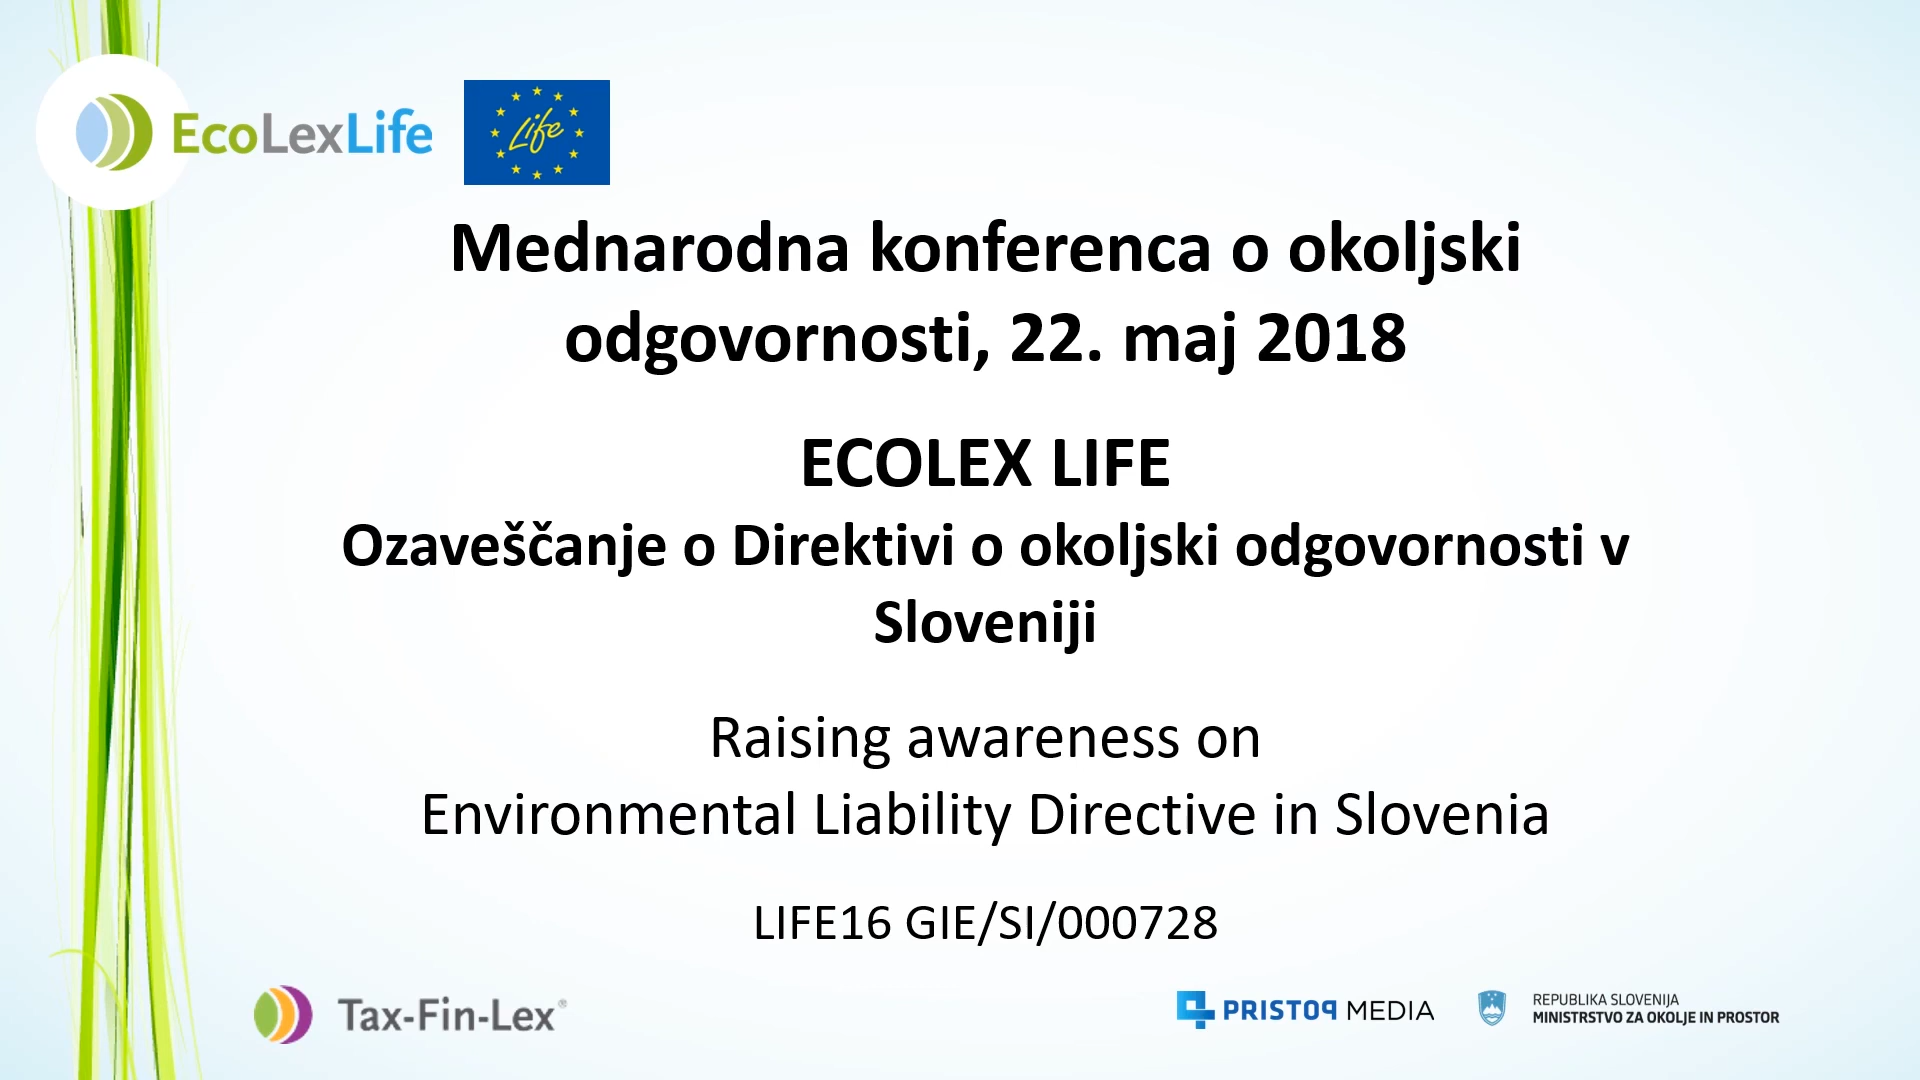 EcoLexLife
Life
Mednarodna konferenca o okoljski
odgovornosti, 22. maj 2018
ECOLEX LIFE
Ozaveščanje o Direktivi o okoljski odgovornosti v
Sloveniji
Raising awareness on
Environmental Liability Directive in Slovenia
LIFE16 GIE/SI/000728
Tax-Fin-Lex®
PRISTOP MEDIA
REPUBLIKA SLOVENIJA
MINISTRSTVO ZA OKOLJE IN PROSTOR